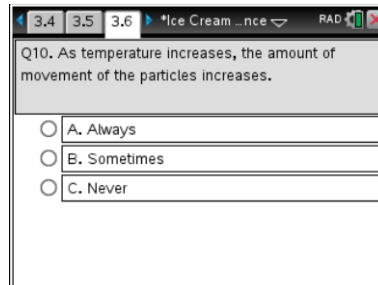 3.4 3.5 3.6 *Ice Cream ...nce RAD
Q10. As temperature increases, the amount of
movement of the particles increases.
A. Always
B. Sometimes
C. Never